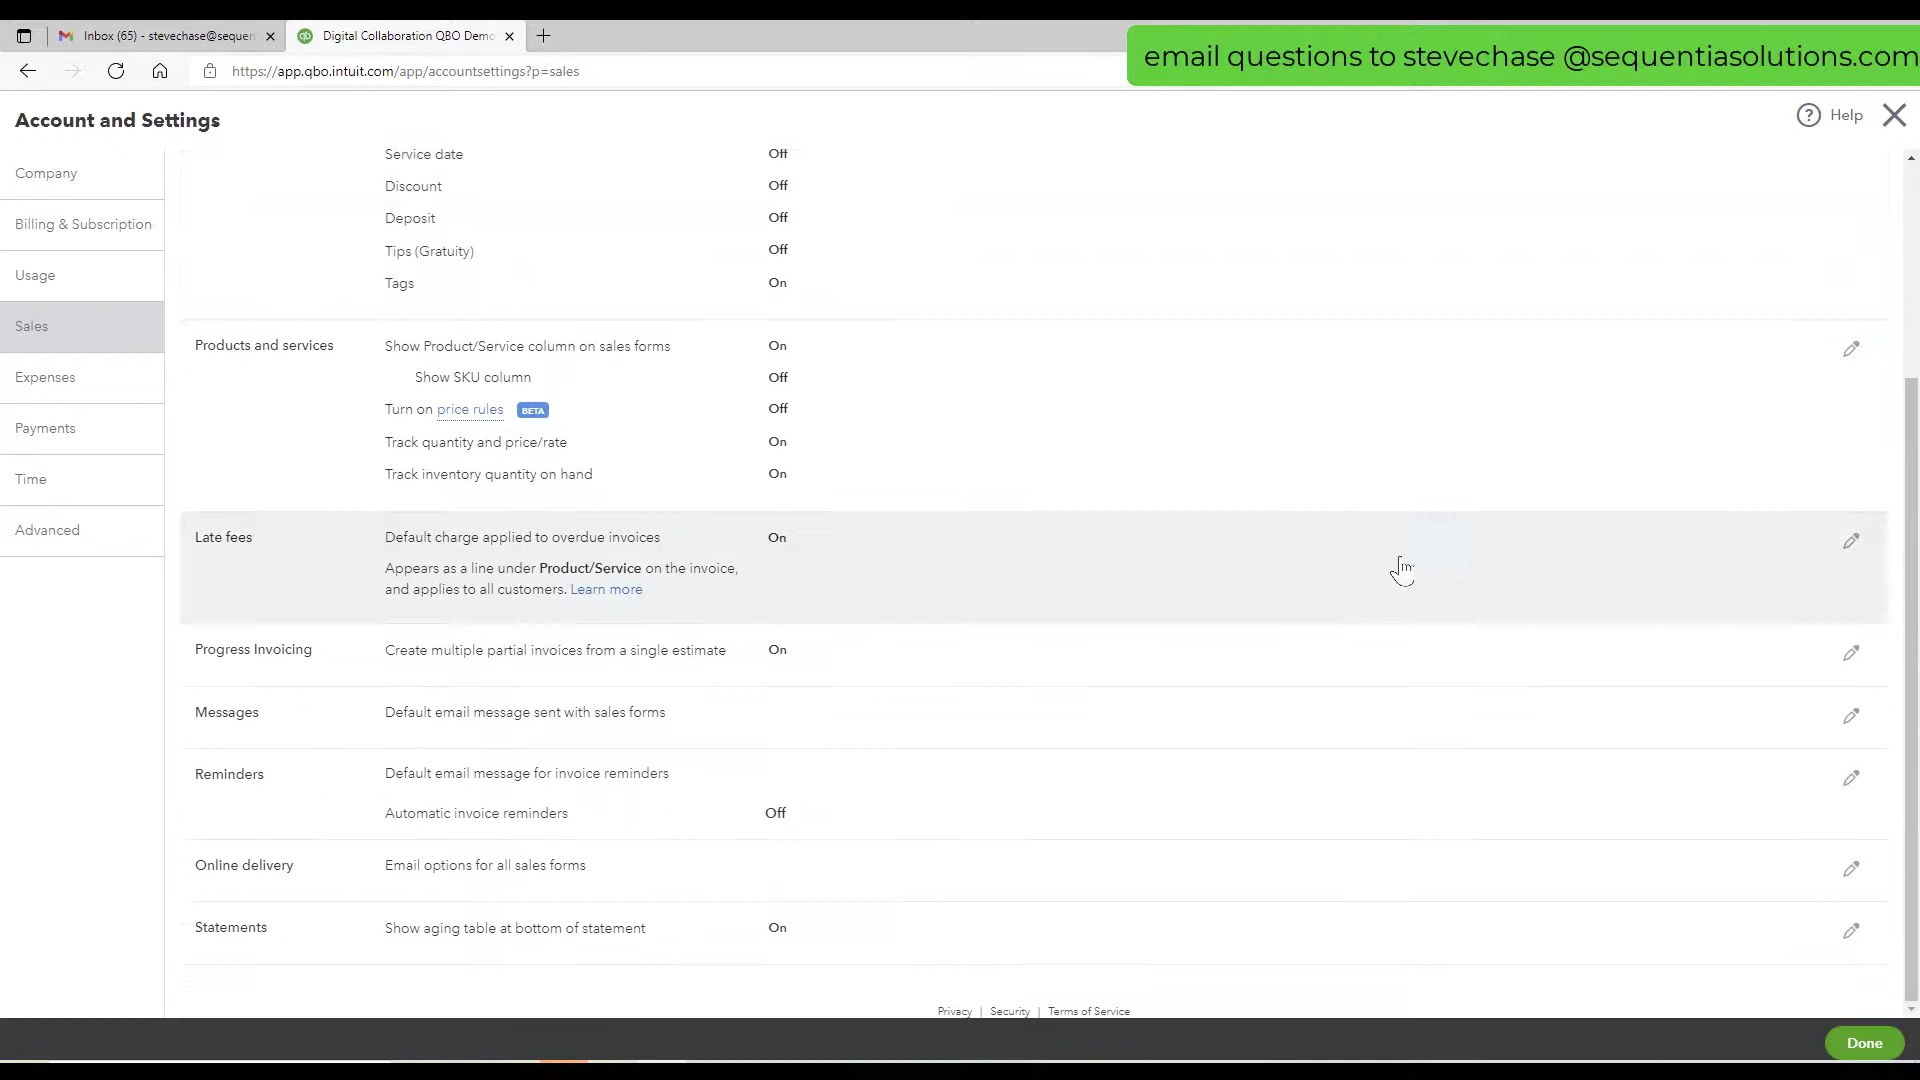 Inbox (65) - stevechase@sequen
Digital Collaboration QBO Demo
https://app.qbo.intuit.com/app/accountsettings?p=sales
email questions to stevechase @sequentiasolutions.com
Account and Settings
? Help
Company
Billing & Subscription
Usage
Sales
Expenses
Payments
Time
Advanced
Service date Off
Discount Off
Deposit Off
Tips (Gratuity) Off
Tags On
Products and services
Show Product/Service column on sales forms On
Show SKU column Off
Turn on price rules BETA Off
Track quantity and price/rate On
Track inventory quantity on hand On
Late fees
Default charge applied to overdue invoices On
Appears as a line under Product/Service on the invoice,
and applies to all customers. Learn more
Progress Invoicing Create multiple partial invoices from a single estimate On
Messages Default email message sent with sales forms
Reminders Default email message for invoice reminders
Automatic invoice reminders Off
Online delivery Email options for all sales forms
Statements Show aging table at bottom of statement On
Privacy | Security | Terms of Service
Done